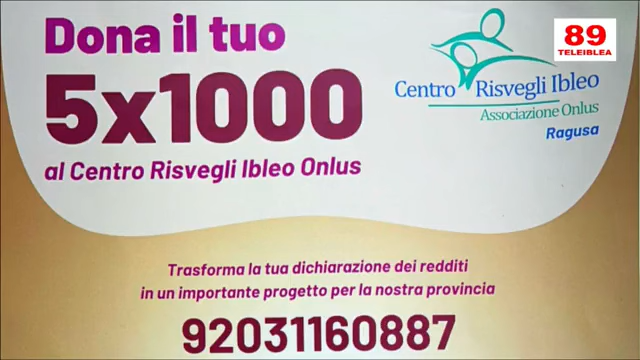 Dona il tuo
5x1000
al Centro Risvegli Ibleo Onlus
89
TELEIBLEA
Centro Risvegli Ibleo
Associazione Onlus
Ragusa
Trasforma la tua dichiarazione dei redditi
in un importante progetto per la nostra provincia
92031160887